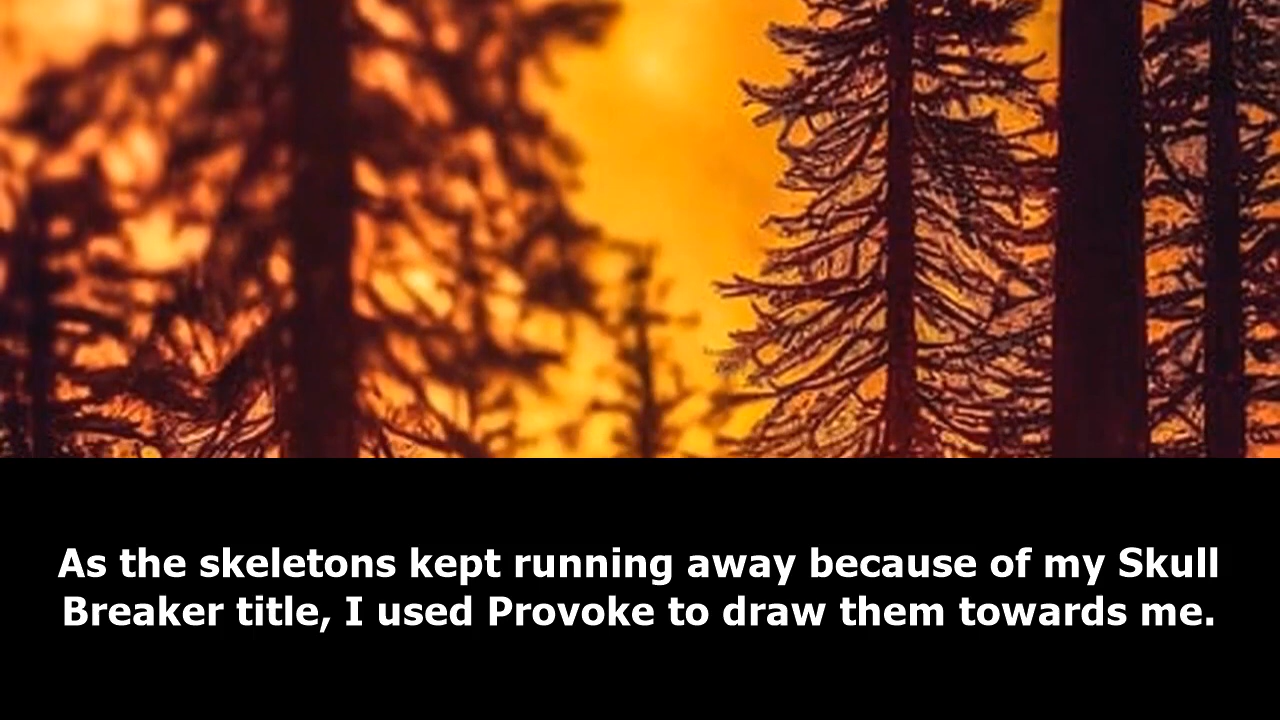 As the skeletons kept running away because of my Skull
Breaker title, I used Provoke to draw them towards me.